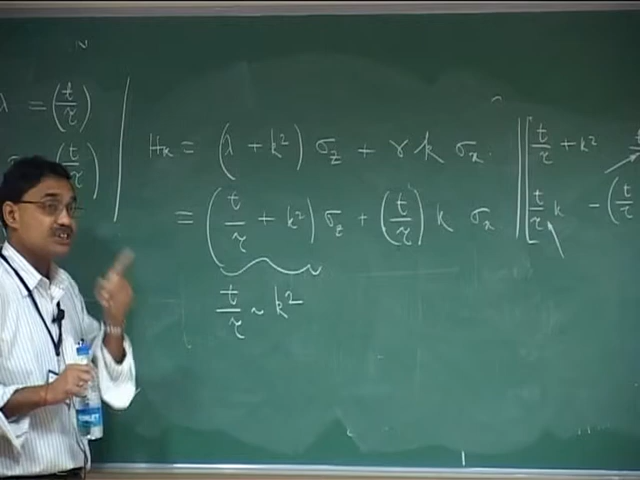 λ = (t/τ)
= (t/τ)
H_k = (λ + k²) σ_z + γ k σ_x
= (t/τ + k²) σ_z + (t/τ) k σ_x
t/τ ~ k²
t/τ + k²
t/τ k - (t/τ